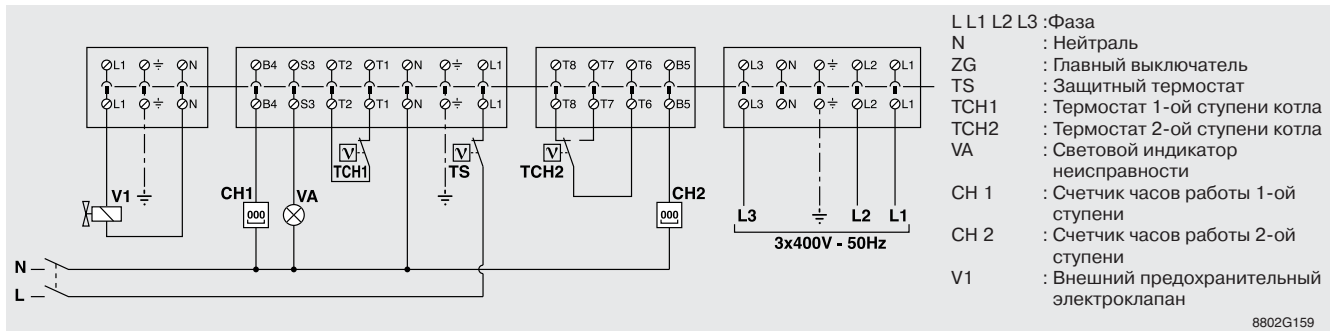 L1 ⏚ N B4 S3 T2 T1 N ⏚ L1 T8 T7 T6 B5 L3 N ⏚ L2 L1
L1 ⏚ N B4 S3 T2 T1 N ⏚ L1 T8 T7 T6 B5 L3 N ⏚ L2 L1
V1
CH1
000
VA
V
TCH1
V
TS
V
TCH2
CH2
000
L3 L2 L1
3x400V - 50Hz
N
L
L L1 L2 L3 :Фаза
N : Нейтраль
ZG : Главный выключатель
TS : Защитный термостат
TCH1 : Термостат 1-ой ступени котла
TCH2 : Термостат 2-ой ступени котла
VA : Световой индикатор
неисправности
CH 1 : Счетчик часов работы 1-ой
ступени
CH 2 : Счетчик часов работы 2-ой
ступени
V1 : Внешний предохранительный
электроклапан
8802G159